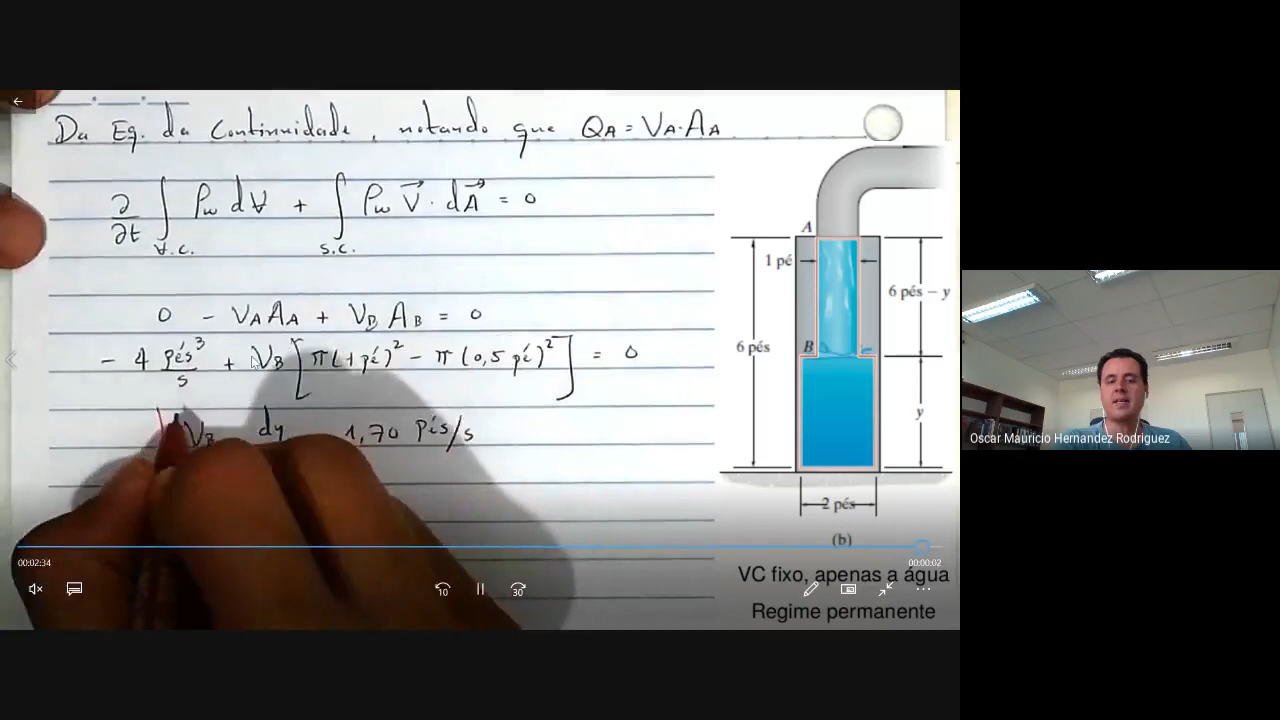 Da Eq. da Continuidade, notando que QA = VA·AA
∂/∂t ∫ ρw dV + ∫ ρw V⃗ · dA⃗ = 0
V.C. S.C.
0 - VA AA + VB AB = 0
- 4 pés³/s + VB [π(1 pé)² - π(0,5 pé)²] = 0
VB dy 1,70 pés/s
A
1 pé
6 pés - y
6 pés
B
y
2 pés
(b)
VC fixo, apenas a água
Regime permanente
00:02:34
00:00:02
10
30
Oscar Mauricio Hernandez Rodriguez